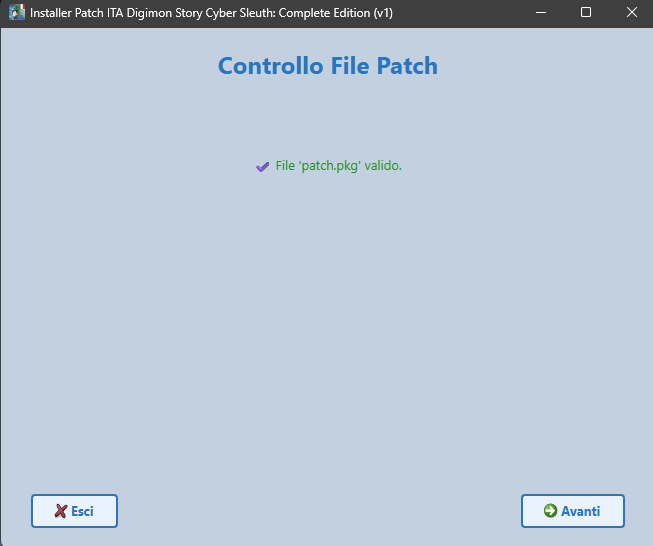 Installer Patch ITA Digimon Story Cyber Sleuth: Complete Edition (v1)
Controllo File Patch
File 'patch.pkg' valido.
Esci
Avanti